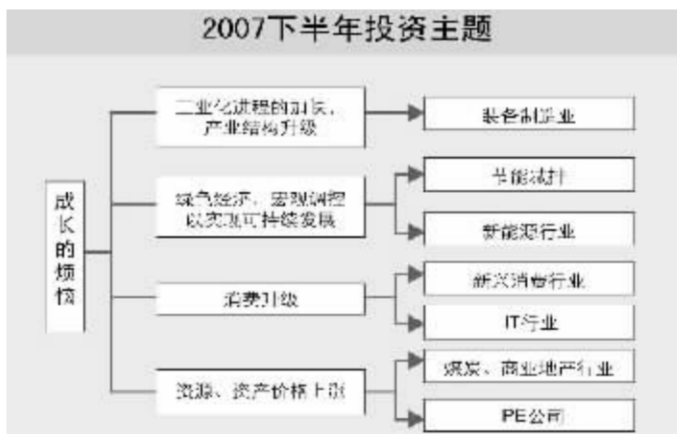 2007下半年投资主题
成长的烦恼
工业化进程的加快、
产业结构升级
装备制造业
绿色经济、宏观调控
以实现可持续发展
节能减排
新能源行业
消费升级
新兴消费行业
IT行业
资源、资产价格上涨
煤炭、商业地产行业
PE公司